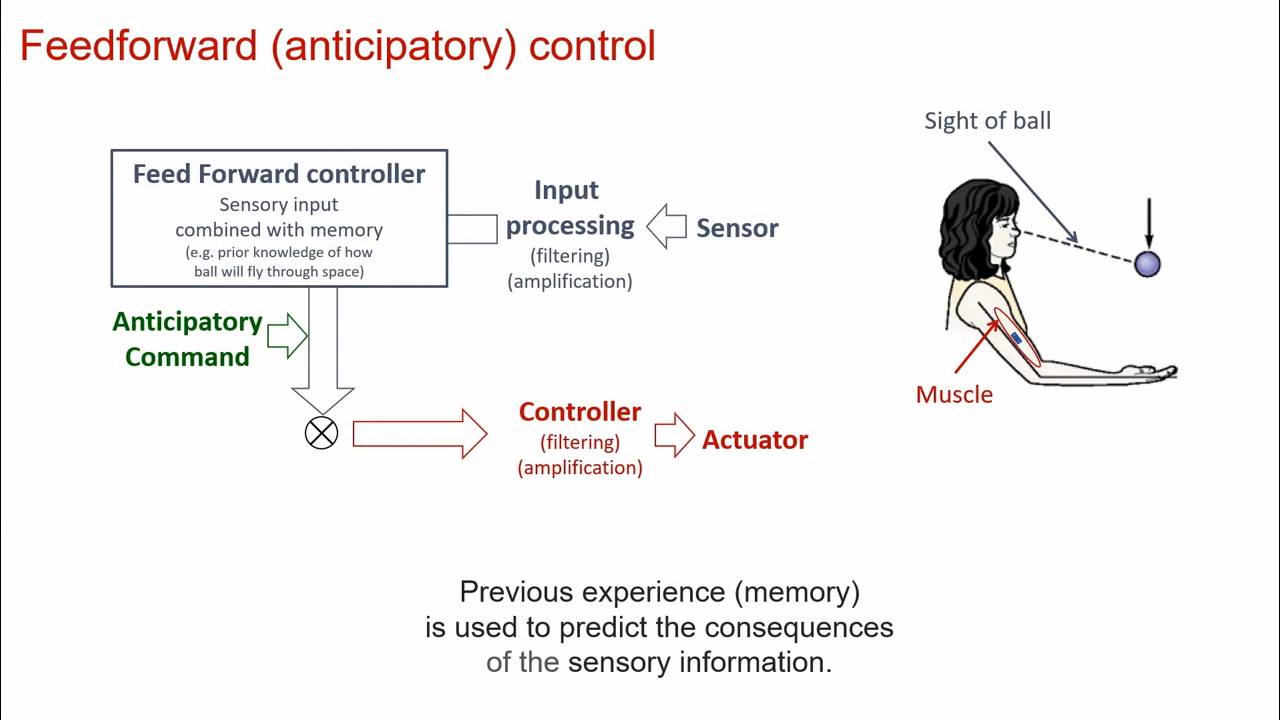 Feedforward (anticipatory) control
Sight of ball
Feed Forward controller
Sensory input
combined with memory
(e.g. prior knowledge of how
ball will fly through space)
Input
processing
(filtering)
(amplification)
Sensor
Anticipatory
Command
Controller
(filtering)
(amplification)
Actuator
Muscle
Previous experience (memory)
is used to predict the consequences
of the sensory information.